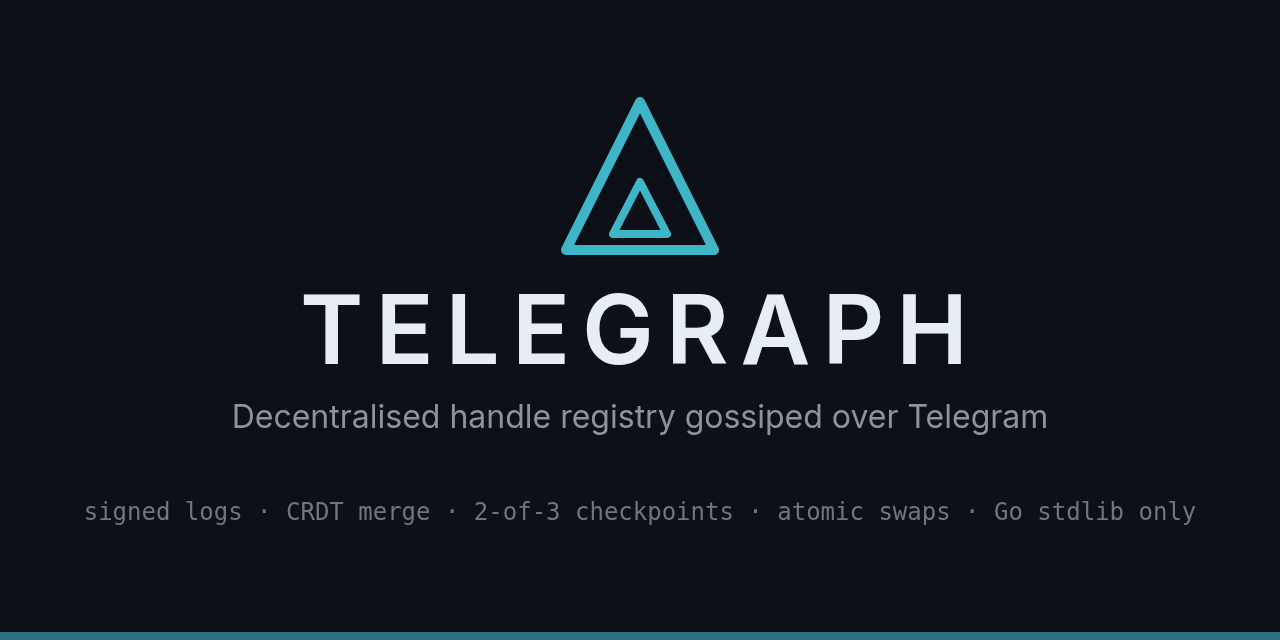 TELEGRAPH
Decentralised handle registry gossiped over Telegram
signed logs · CRDT merge · 2-of-3 checkpoints · atomic swaps · Go stdlib only